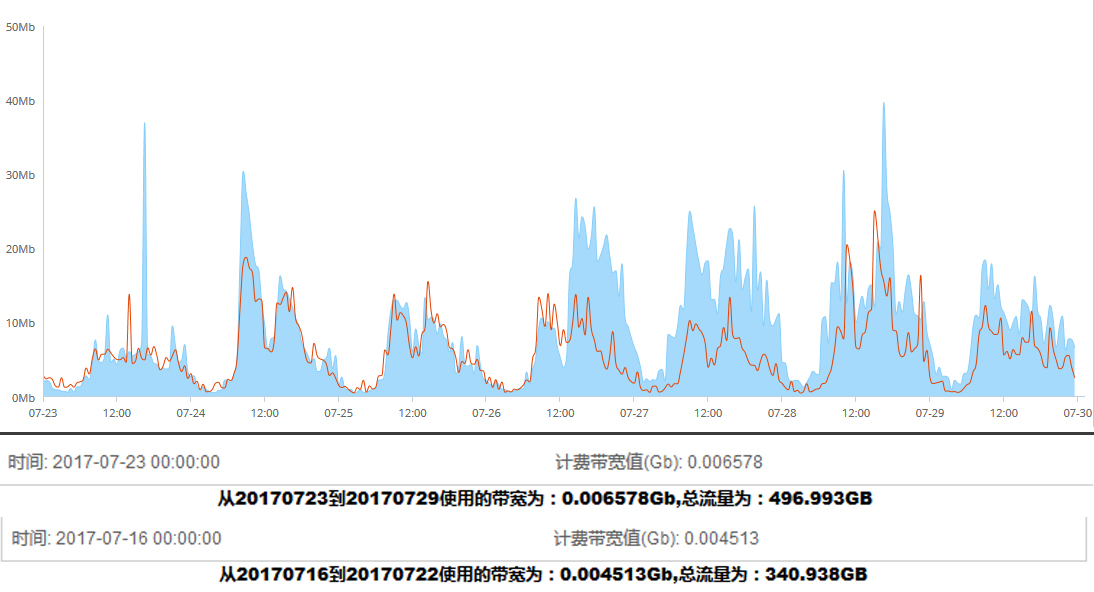 50Mb
40Mb
30Mb
20Mb
10Mb
0Mb
07-23 12:00 07-24 12:00 07-25 12:00 07-26 12:00 07-27 12:00 07-28 12:00 07-29 12:00 07-30
时间: 2017-07-23 00:00:00 计费带宽值(Gb): 0.006578
从20170723到20170729使用的带宽为：0.006578Gb,总流量为：496.993GB
时间: 2017-07-16 00:00:00 计费带宽值(Gb): 0.004513
从20170716到20170722使用的带宽为：0.004513Gb,总流量为：340.938GB